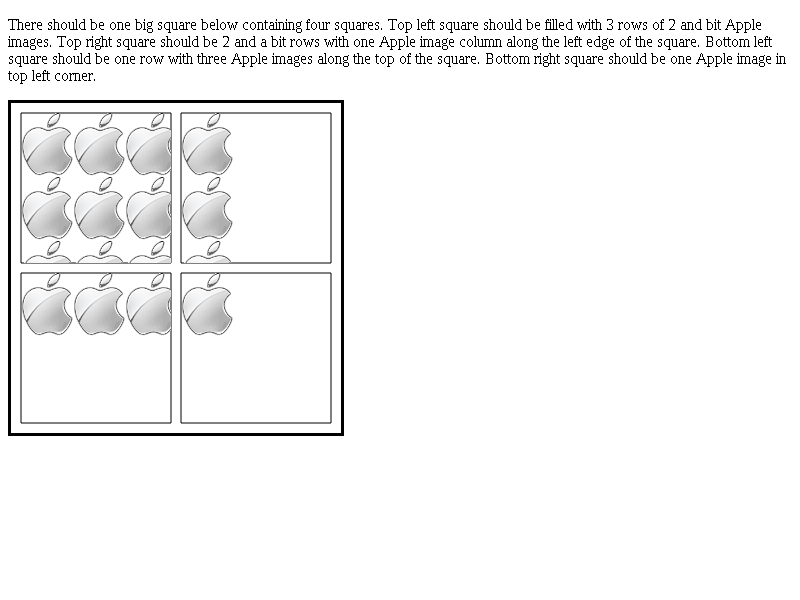 There should be one big square below containing four squares. Top left square should be filled with 3 rows of 2 and bit Apple
images. Top right square should be 2 and a bit rows with one Apple image column along the left edge of the square. Bottom left
square should be one row with three Apple images along the top of the square. Bottom right square should be one Apple image in
top left corner.